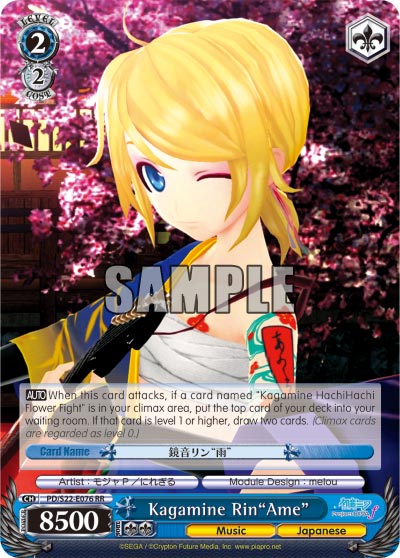 LEVEL
2
2
COST
SAMPLE
AUTO When this card attacks, if a card named “Kagamine HachiHachi
Flower Fight” is in your climax area, put the top card of your deck into your
waiting room. If that card is level 1 or higher, draw two cards. (Climax cards
are regarded as level 0.)
Card Name 鏡音リン“雨”
Artist : モジャP／にれぎる Module Design : melou
CH PD/S22-E076 RR
POWER 8500 SOUL Kagamine Rin“Ame”
Music Japanese
©SEGA / ©Crypton Future Media, Inc. www.piapro.net